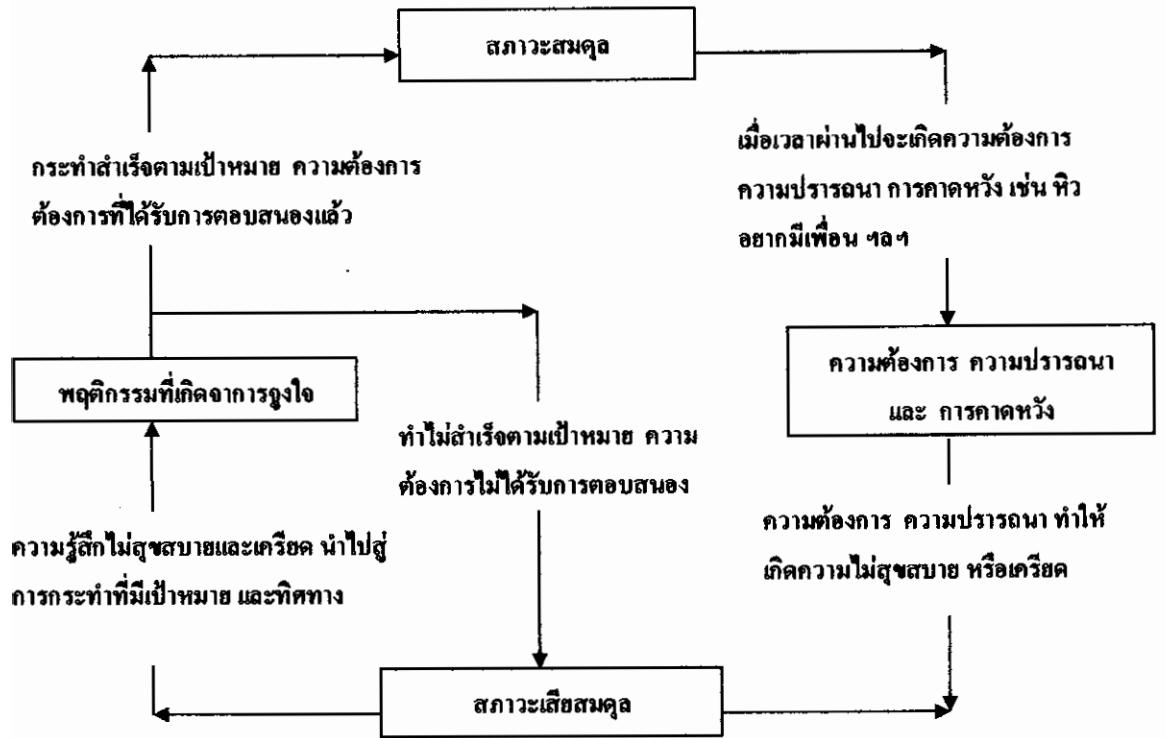 สภาวะสมดุล
เมื่อเวลาผ่านไปจะเกิดความต้องการ
ความปรารถนา การคาดหวัง เช่น หิว
อยากมีเพื่อน ฯลฯ
ความต้องการ ความปรารถนา
และ การคาดหวัง
ความต้องการ ความปรารถนา ทำให้
เกิดความไม่สุขสบาย หรือเครียด
สภาวะเสียสมดุล
ความรู้สึกไม่สุขสบายและเครียด นำไปสู่
การกระทำที่มีเป้าหมาย และทิศทาง
พฤติกรรมที่เกิดจาการจูงใจ
กระทำสำเร็จตามเป้าหมาย ความต้องการ
ต้องการที่ได้รับการตอบสนองแล้ว
ทำไม่สำเร็จตามเป้าหมาย ความ
ต้องการไม่ได้รับการตอบสนอง